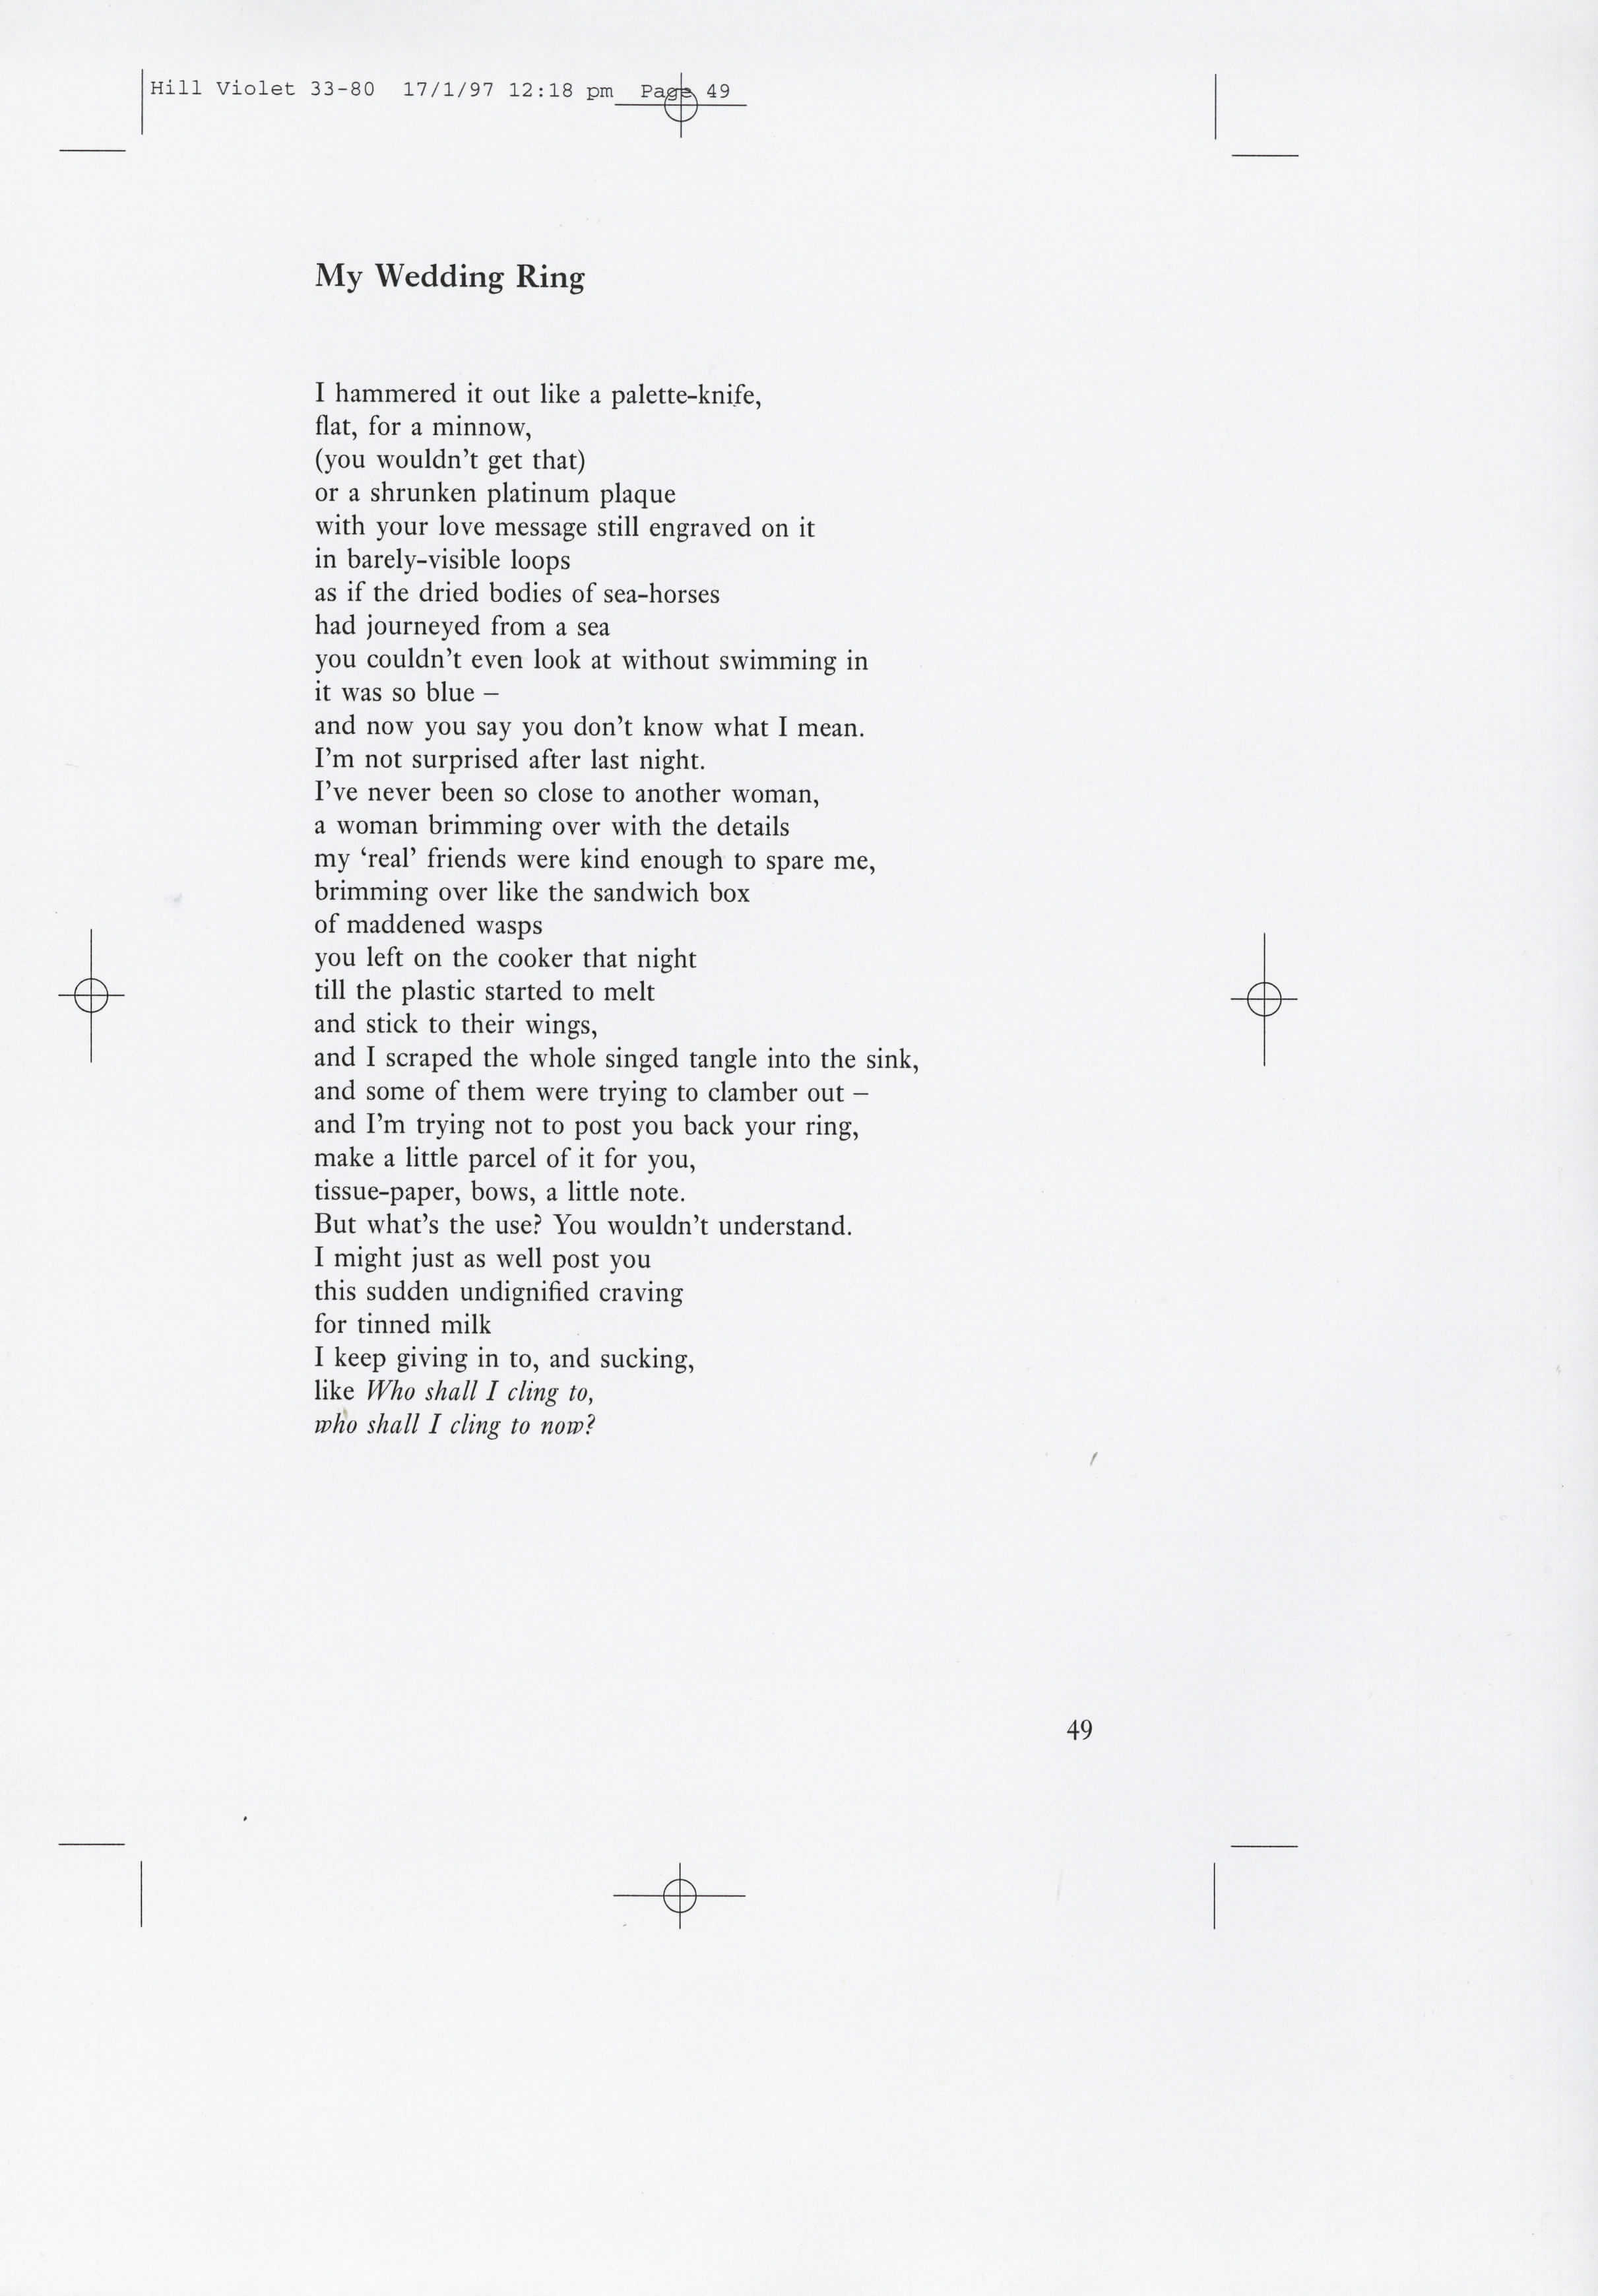 Hill Violet 33-80 17/1/97 12:18 pm Page 49
My Wedding Ring
I hammered it out like a palette-knife,
flat, for a minnow,
(you wouldn’t get that)
or a shrunken platinum plaque
with your love message still engraved on it
in barely-visible loops
as if the dried bodies of sea-horses
had journeyed from a sea
you couldn’t even look at without swimming in
it was so blue –
and now you say you don’t know what I mean.
I’m not surprised after last night.
I’ve never been so close to another woman,
a woman brimming over with the details
my ‘real’ friends were kind enough to spare me,
brimming over like the sandwich box
of maddened wasps
you left on the cooker that night
till the plastic started to melt
and stick to their wings,
and I scraped the whole singed tangle into the sink,
and some of them were trying to clamber out –
and I’m trying not to post you back your ring,
make a little parcel of it for you,
tissue-paper, bows, a little note.
But what’s the use? You wouldn’t understand.
I might just as well post you
this sudden undignified craving
for tinned milk
I keep giving in to, and sucking,
like Who shall I cling to,
who shall I cling to now?
49